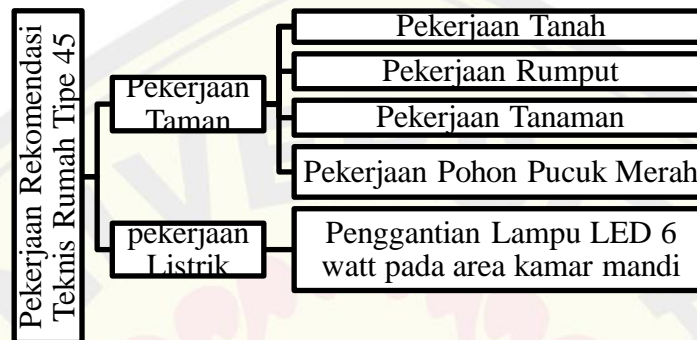 Pekerjaan Rekomendasi
Teknis Rumah Tipe 45
Pekerjaan
Taman
Pekerjaan Tanah
Pekerjaan Rumput
Pekerjaan Tanaman
Pekerjaan Pohon Pucuk Merah
pekerjaan
Listrik
Penggantian Lampu LED 6
watt pada area kamar mandi